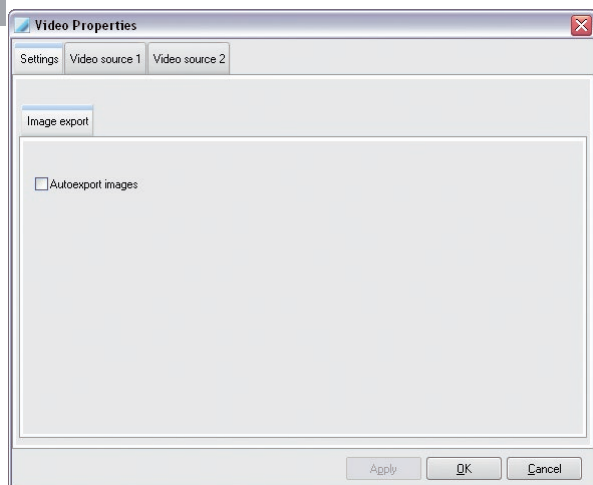 Video Properties
Settings Video source 1 Video source 2
Image export
Autoexport images
Apply OK Cancel